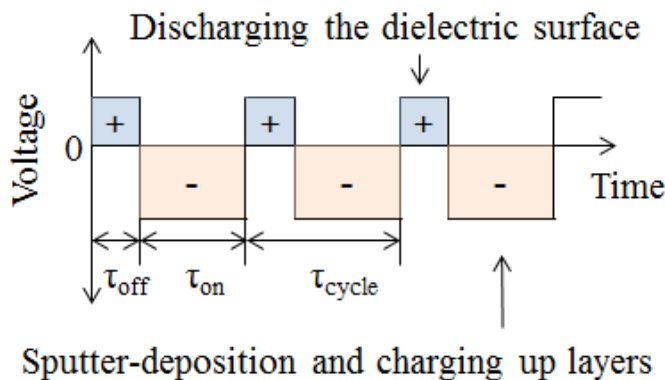 Discharging the dielectric surface
Voltage
0
+
+
+
-
-
-
Time
τoff
τon
τcycle
Sputter-deposition and charging up layers